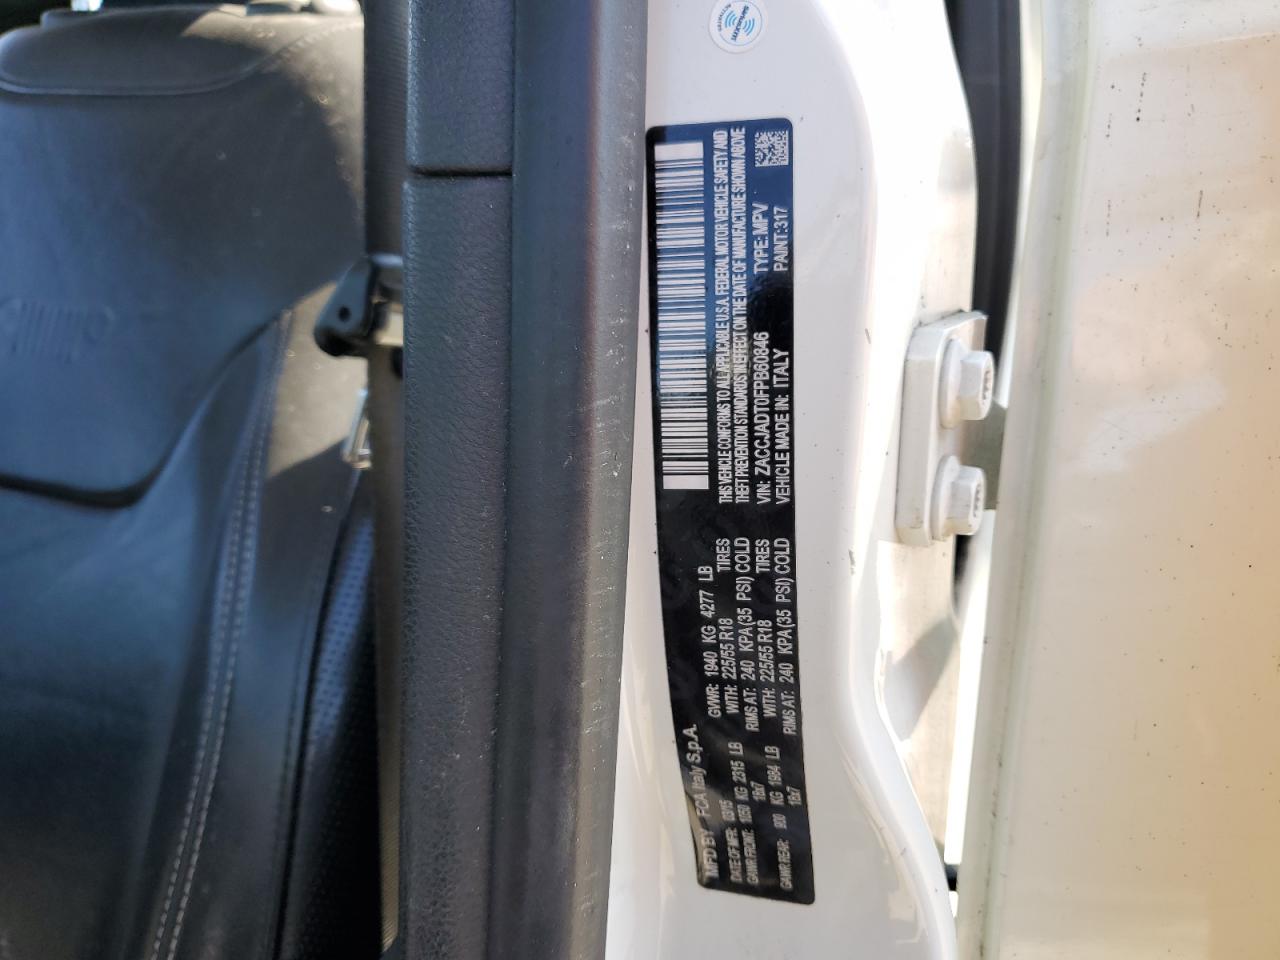 MFD BY FCA Italy S.p.A.
DATE OF MFR: 03/15
GVWR: 1940 KG 4277 LB
GAWR FRONT: 1050 KG 2315 LB
WITH: 225/55 R18 TIRES
18x7
RIMS AT: 240 KPA(35 PSI) COLD
GAWR REAR: 900 KG 1984 LB
WITH: 225/55 R18 TIRES
18x7
RIMS AT: 240 KPA(35 PSI) COLD
THIS VEHICLE CONFORMS TO ALL APPLICABLE U.S.A. FEDERAL MOTOR VEHICLE SAFETY AND
THEFT PREVENTION STANDARDS IN EFFECT ON THE DATE OF MANUFACTURE SHOWN ABOVE
VIN: ZACCJADT0FPB60846 TYPE: MPV
VEHICLE MADE IN: ITALY PAINT:317